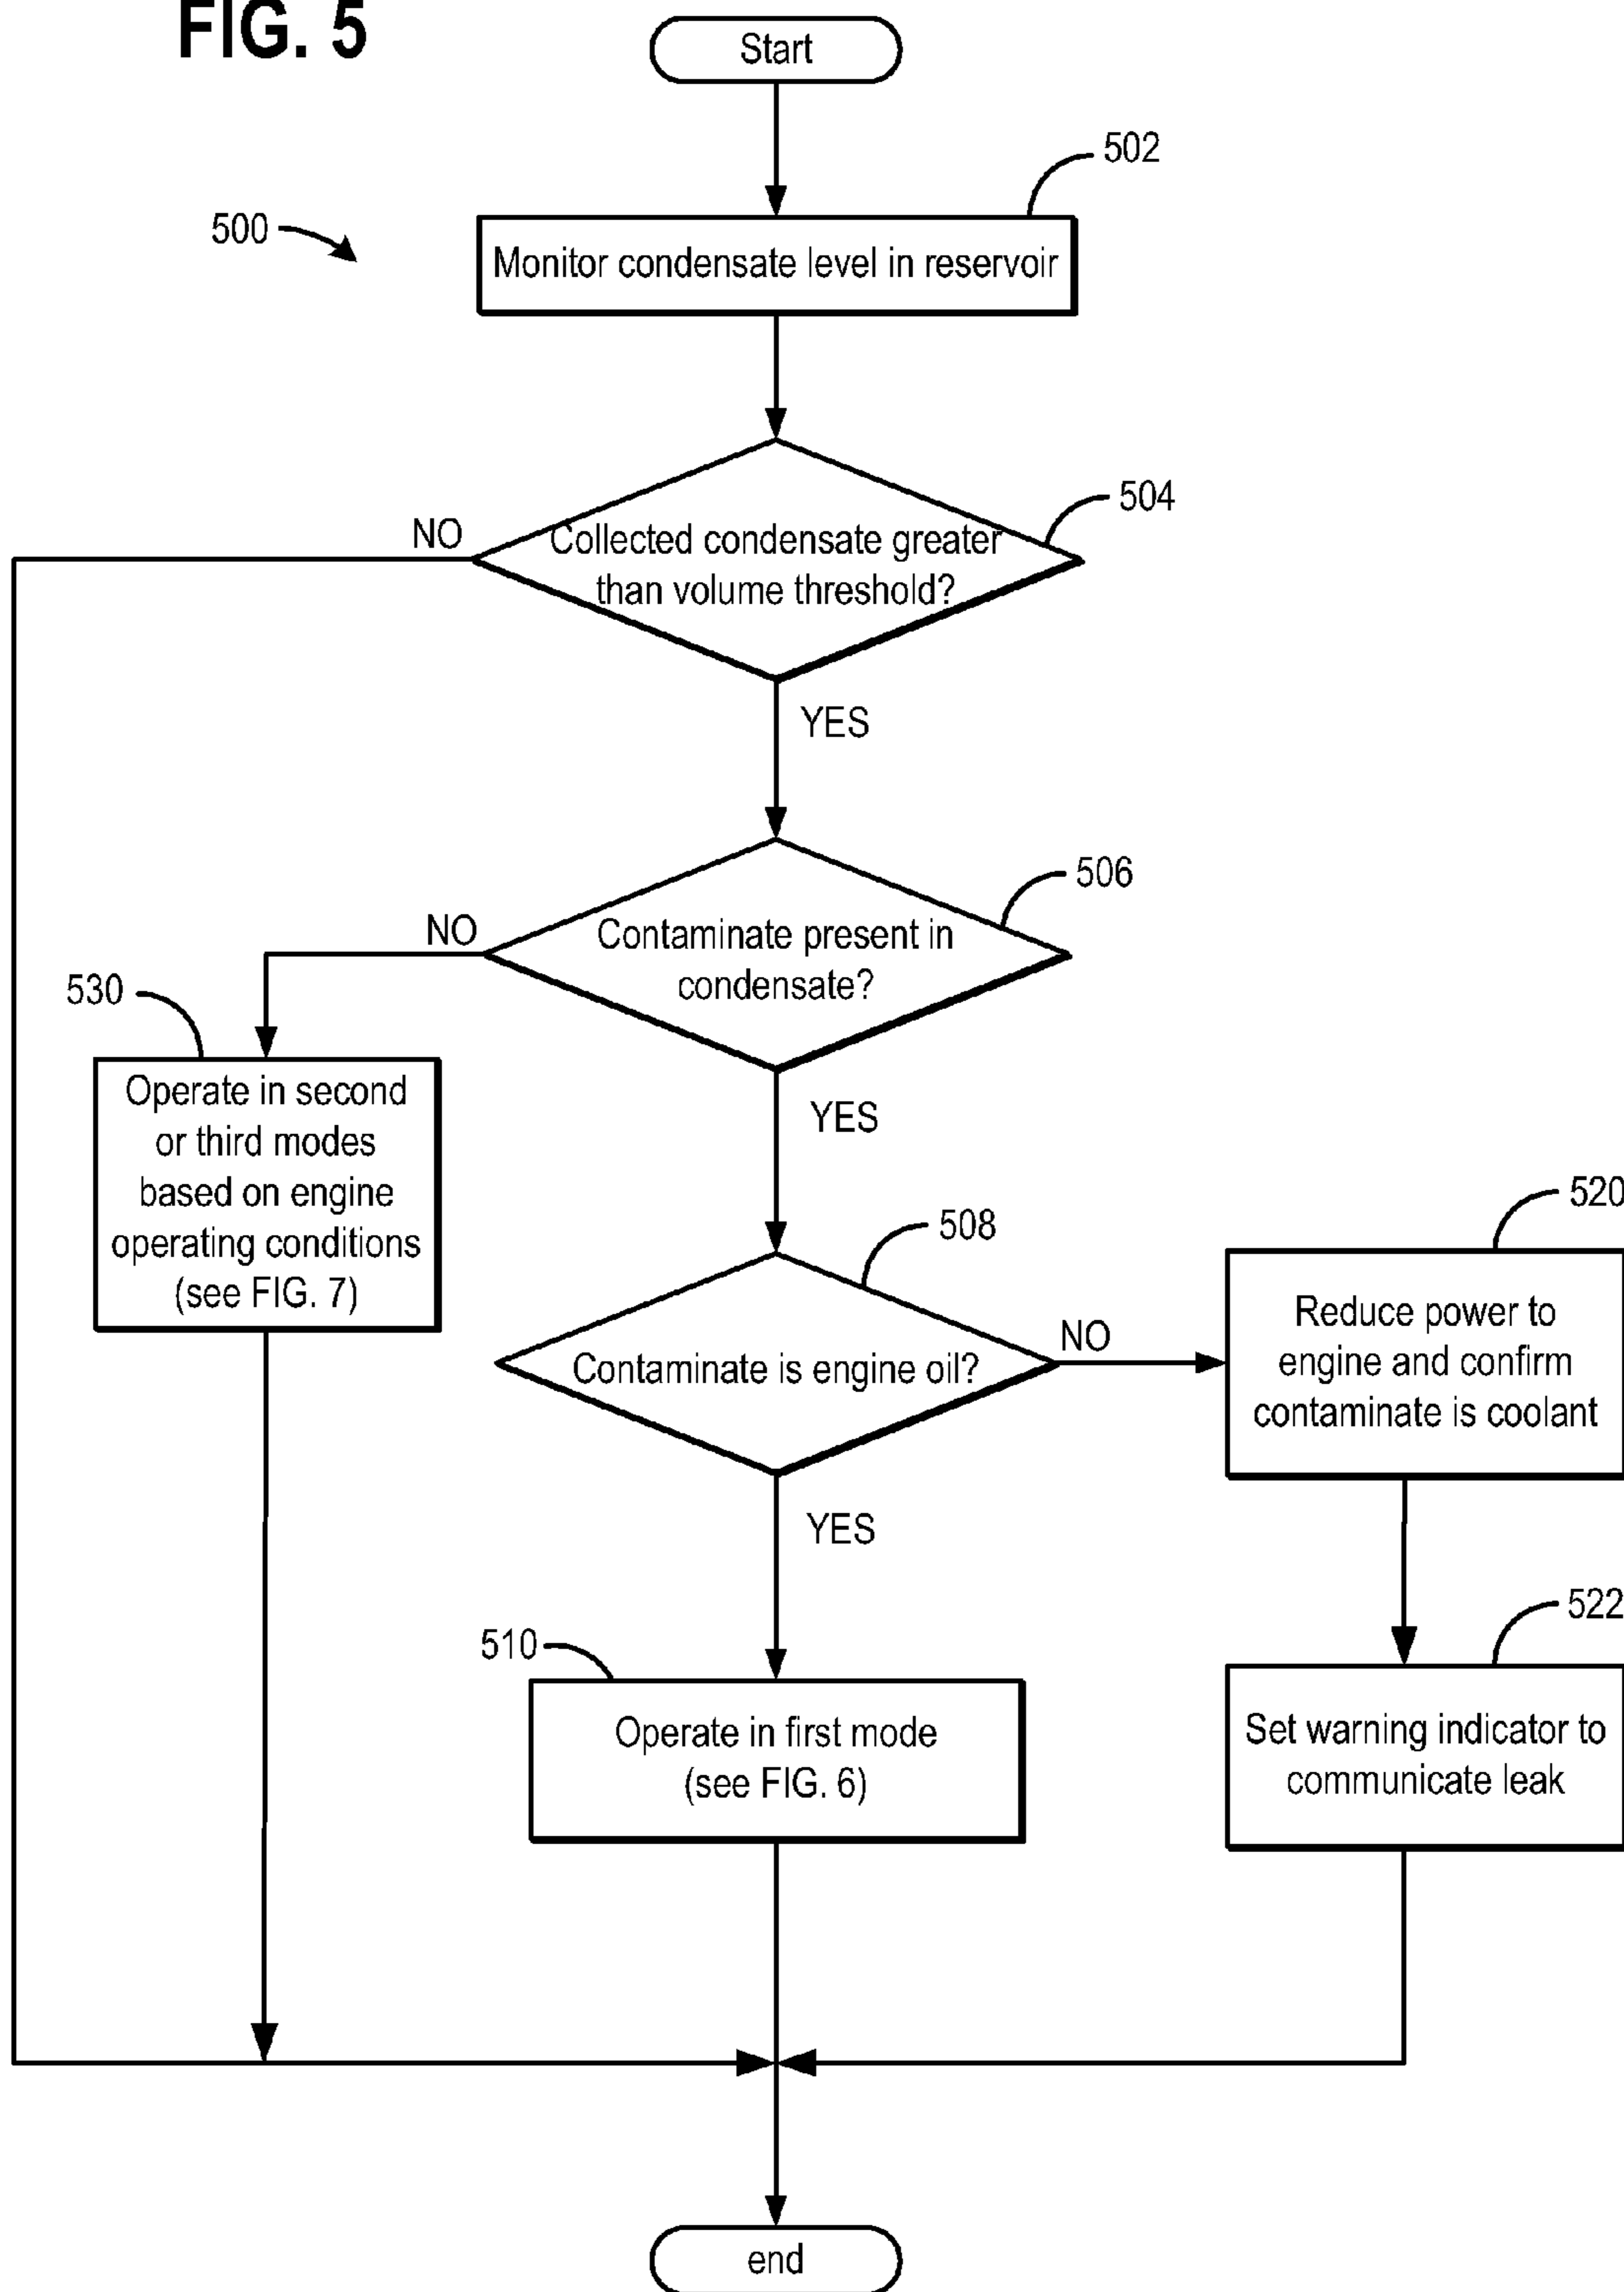 FIG. 5
Start
502
500
Monitor condensate level in reservoir
504
NO
Collected condensate greater
than volume threshold?
YES
506
NO
Contaminate present in
condensate?
530
Operate in second
or third modes
based on engine
operating conditions
(see FIG. 7)
YES
520
508
NO
Contaminate is engine oil?
Reduce power to
engine and confirm
contaminate is coolant
YES
522
510
Operate in first mode
(see FIG. 6)
Set warning indicator to
communicate leak
end